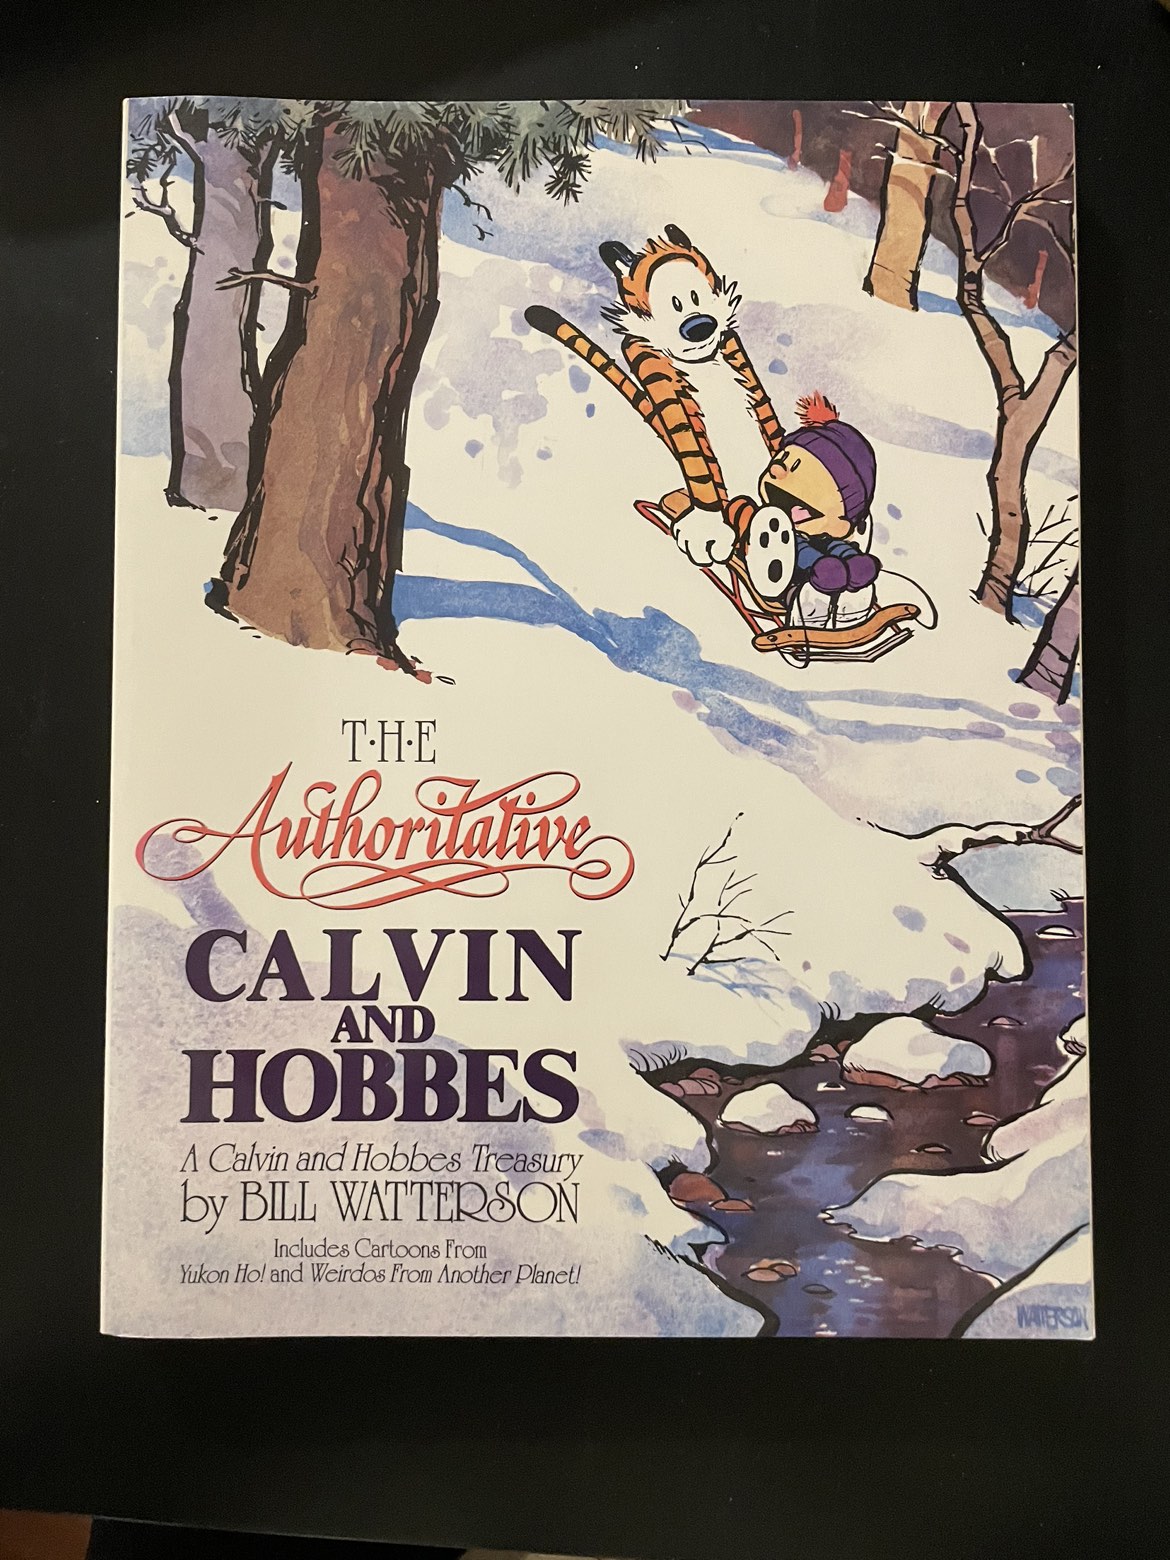 T·H·E
Authoritative
CALVIN
AND
HOBBES
A Calvin and Hobbes Treasury
by BILL WATTERSON
Includes Cartoons From
Yukon Ho! and Weirdos From Another Planet!
WATTERSON